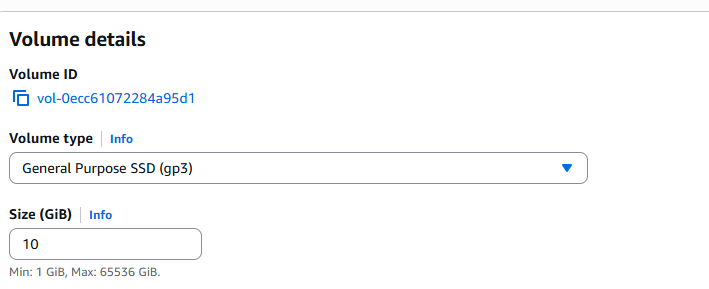 Volume details
Volume ID
vol-0ecc61072284a95d1
Volume type Info
General Purpose SSD (gp3)
Size (GiB) Info
10
Min: 1 GiB, Max: 65536 GiB.